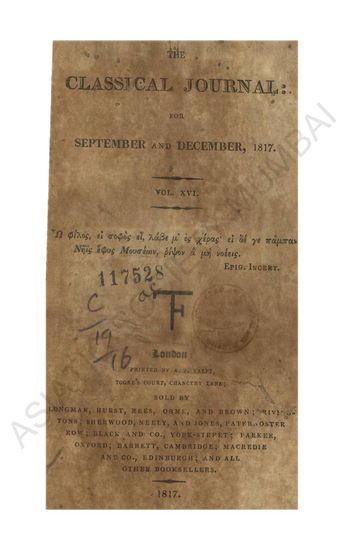 THE
CLASSICAL JOURNAL:
FOR
SEPTEMBER AND DECEMBER, 1817.
VOL. XVI.
Ὦ φίλος, εἰ σοφὸς εἶ, λάβε μ' ἐς χέρας· εἰ δέ γε πάμπαν
Νῆϊς ἔφυς Μουσέων, ῥίψον ἃ μὴ νοέεις.
EPIG. INCERT.
117528
C
19
16
T
London
PRINTED BY A. J. VALPY,
TOOKE'S COURT, CHANCERY LANE;
SOLD BY
LONGMAN, HURST, REES, ORME, AND BROWN; RIVING-
TONS; SHERWOOD, NEELY, AND JONES, PATERNOSTER
ROW; BLACK AND CO., YORK-STREET; PARKER,
OXFORD; BARRETT, CAMBRIDGE; MACREDIE
AND CO., EDINBURGH; AND ALL
OTHER BOOKSELLERS.
1817.
MUMBAI